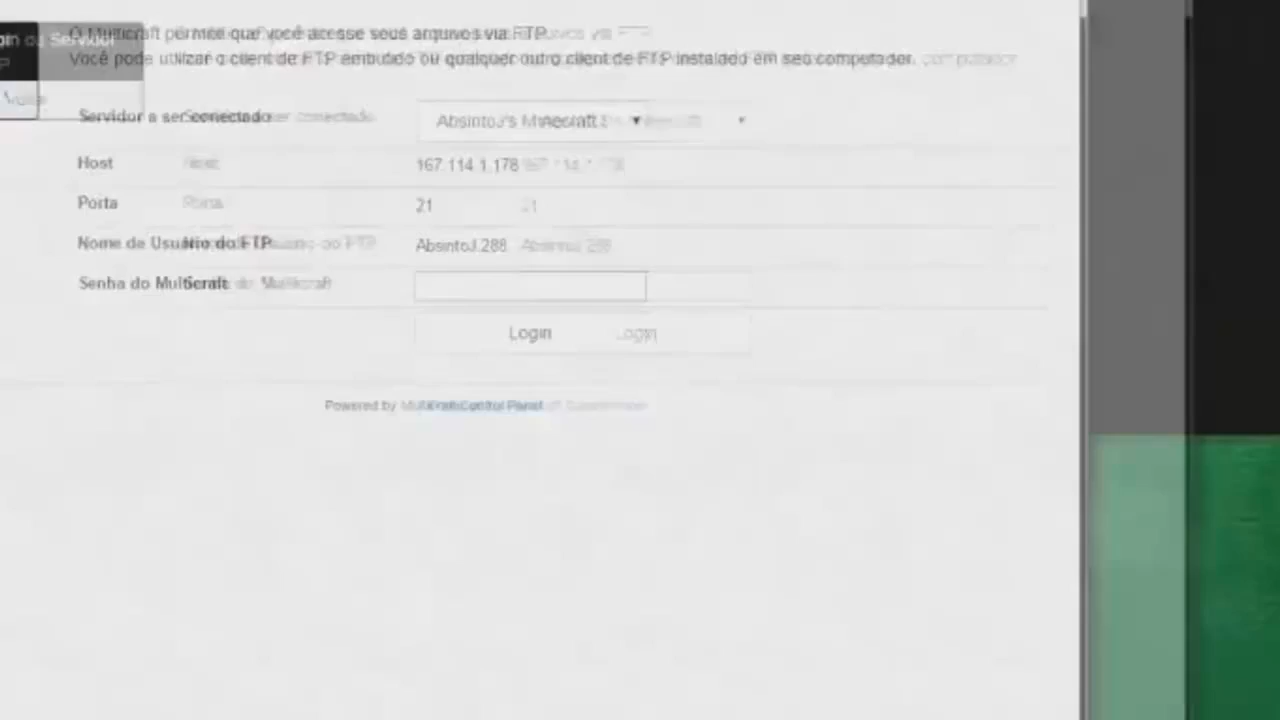 O Multicraft permite que você acesse seus arquivos via FTP.
Você pode utilizar o client de FTP embutido ou qualquer outro client de FTP instalado em seu computador.
Servidor
Servidor a ser conectado
Absinto's Minecraft
Host
167.114.1.178
Porta
21
Nome de Usuário do FTP
AbsintoJ.288
Senha do Multicraft
Login
Powered by Multicraft Control Panel